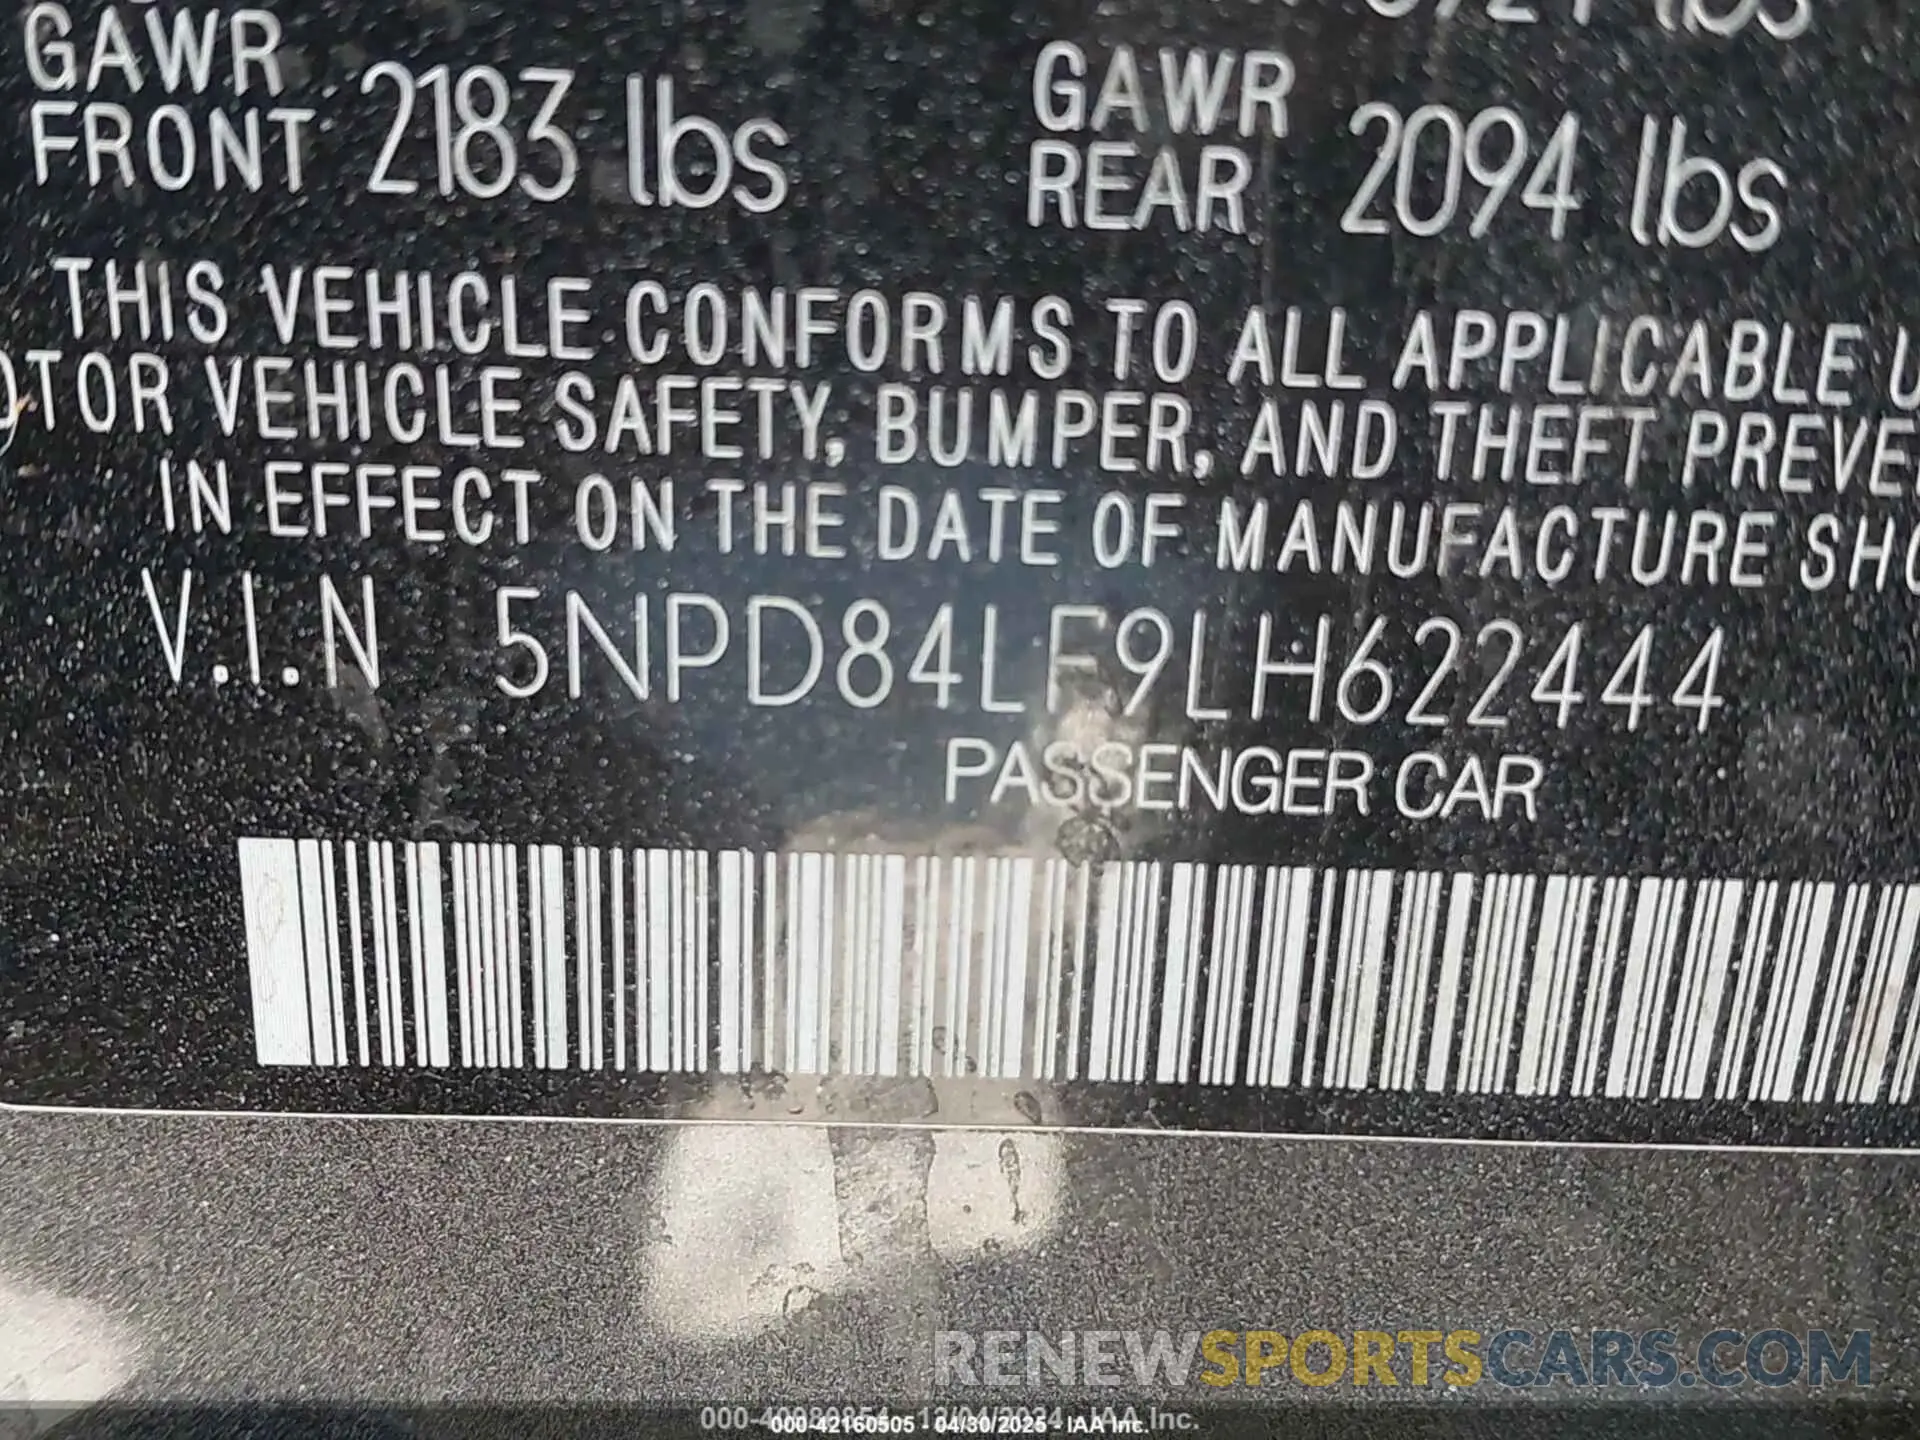 GAWR FRONT 2183 lbs
GAWR REAR 2094 lbs
THIS VEHICLE CONFORMS TO ALL APPLICABLE U
OTOR VEHICLE SAFETY, BUMPER, AND THEFT PREVE
IN EFFECT ON THE DATE OF MANUFACTURE SHO
V.I.N 5NPD84LF9LH622444
PASSENGER CAR
RENEWSPORTSCARS.COM
000-42160505 - 04/30/2025 - IAA Inc.